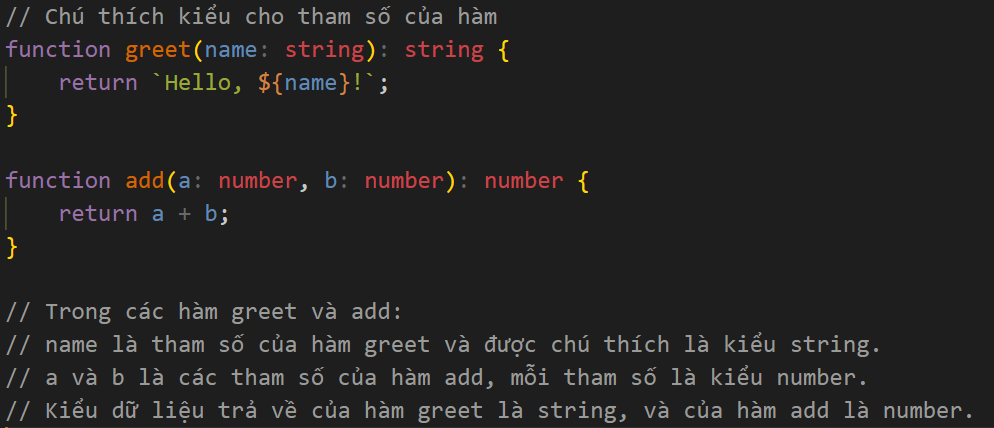 // Chú thích kiểu cho tham số của hàm
function greet(name: string): string {
    return `Hello, ${name}!`;
}

function add(a: number, b: number): number {
    return a + b;
}

// Trong các hàm greet và add:
// name là tham số của hàm greet và được chú thích là kiểu string.
// a và b là các tham số của hàm add, mỗi tham số là kiểu number.
// Kiểu dữ liệu trả về của hàm greet là string, và của hàm add là number.